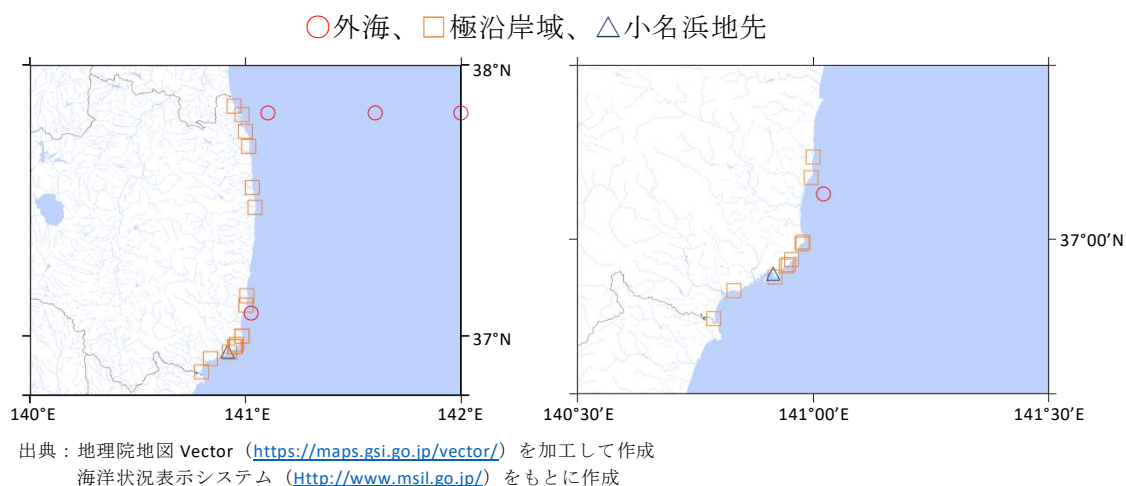 ○外海、□極沿岸域、△小名浜地先
38°N
37°N
140°E
141°E
142°E
37°00’N
140°30’E
141°00’E
141°30’E
出典：地理院地図 Vector（https://maps.gsi.go.jp/vector/）を加工して作成
海洋状況表示システム（Http://www.msil.go.jp/）をもとに作成